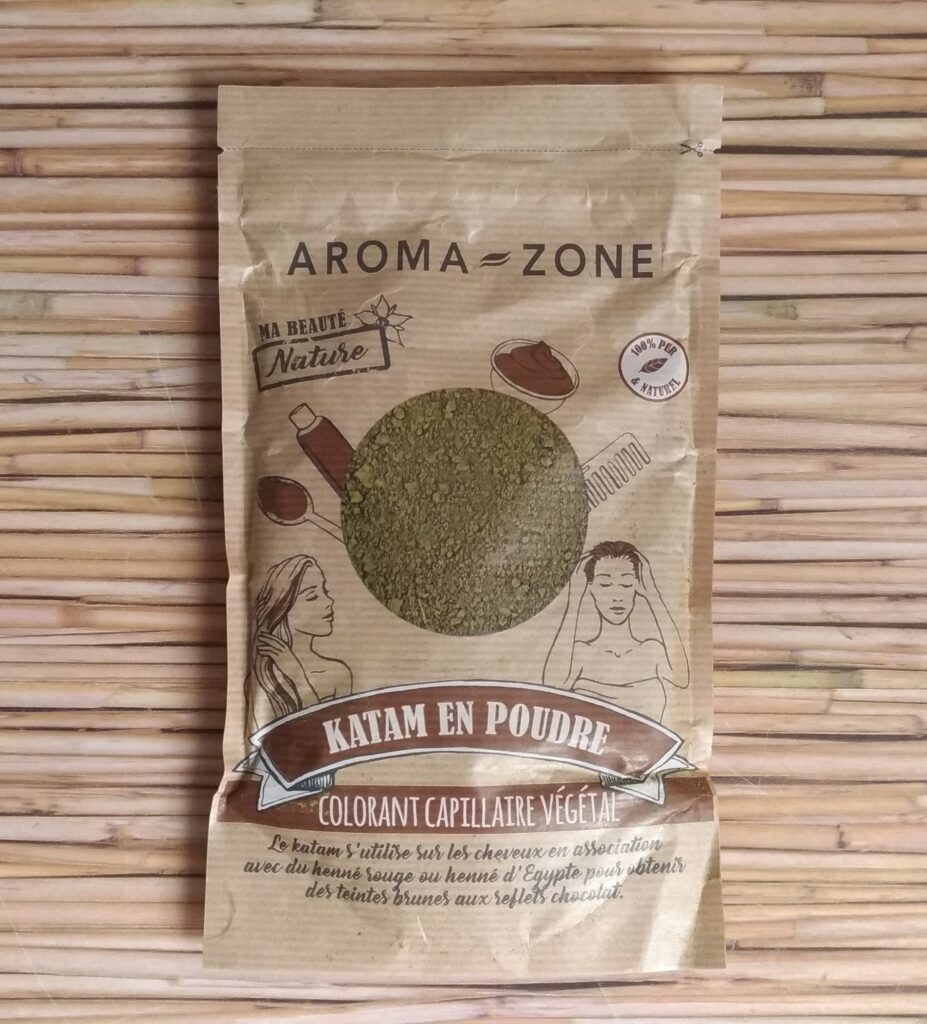 AROMA ZONE
MA BEAUTÉ
Nature
100% PUR
& NATUREL
KATAM EN POUDRE
COLORANT CAPILLAIRE VÉGÉTAL
Le katam s'utilise sur les cheveux en association
avec du henné rouge ou henné d'Egypte pour obtenir
des teintes brunes aux reflets chocolat.